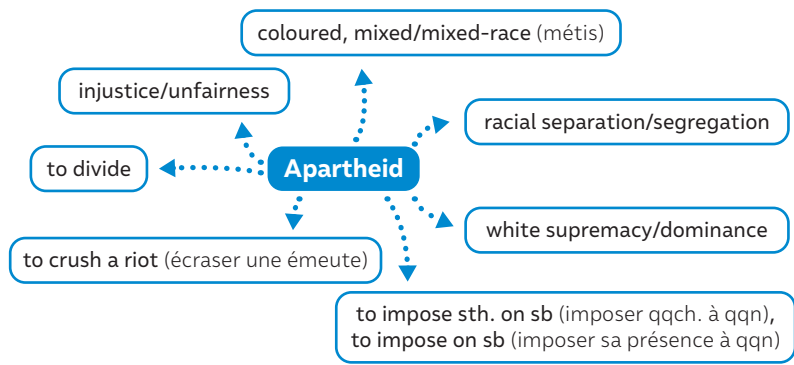 coloured, mixed/mixed-race (métis)
injustice/unfairness
racial separation/segregation
to divide
Apartheid
white supremacy/dominance
to crush a riot (écraser une émeute)
to impose sth. on sb (imposer qqch. à qqn),
to impose on sb (imposer sa présence à qqn)